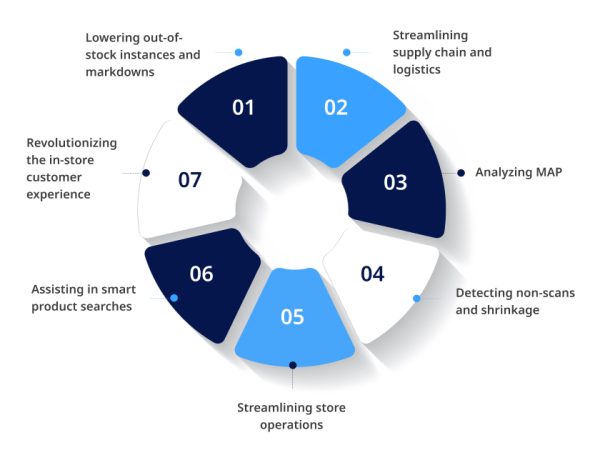 Lowering out-of-
stock instances and
markdowns
01
02
Streamlining
supply chain and
logistics
03
Analyzing MAP
04
Detecting non-scans
and shrinkage
05
Streamlining store
operations
06
Assisting in smart
product searches
07
Revolutionizing
the in-store
customer
experience